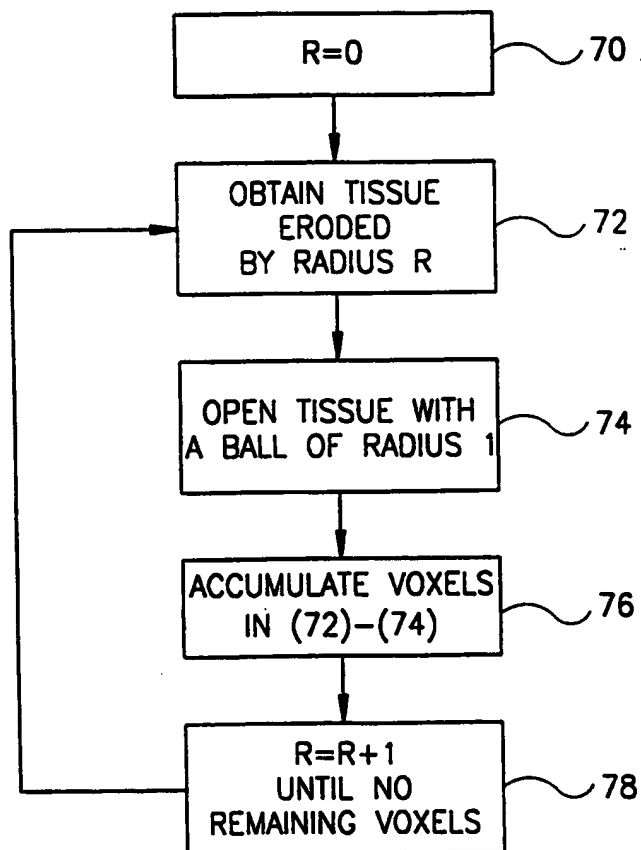 R=0
70
OBTAIN TISSUE
ERODED
BY RADIUS R
72
OPEN TISSUE WITH
A BALL OF RADIUS 1
74
ACCUMULATE VOXELS
IN (72)-(74)
76
R=R+1
UNTIL NO
REMAINING VOXELS
78